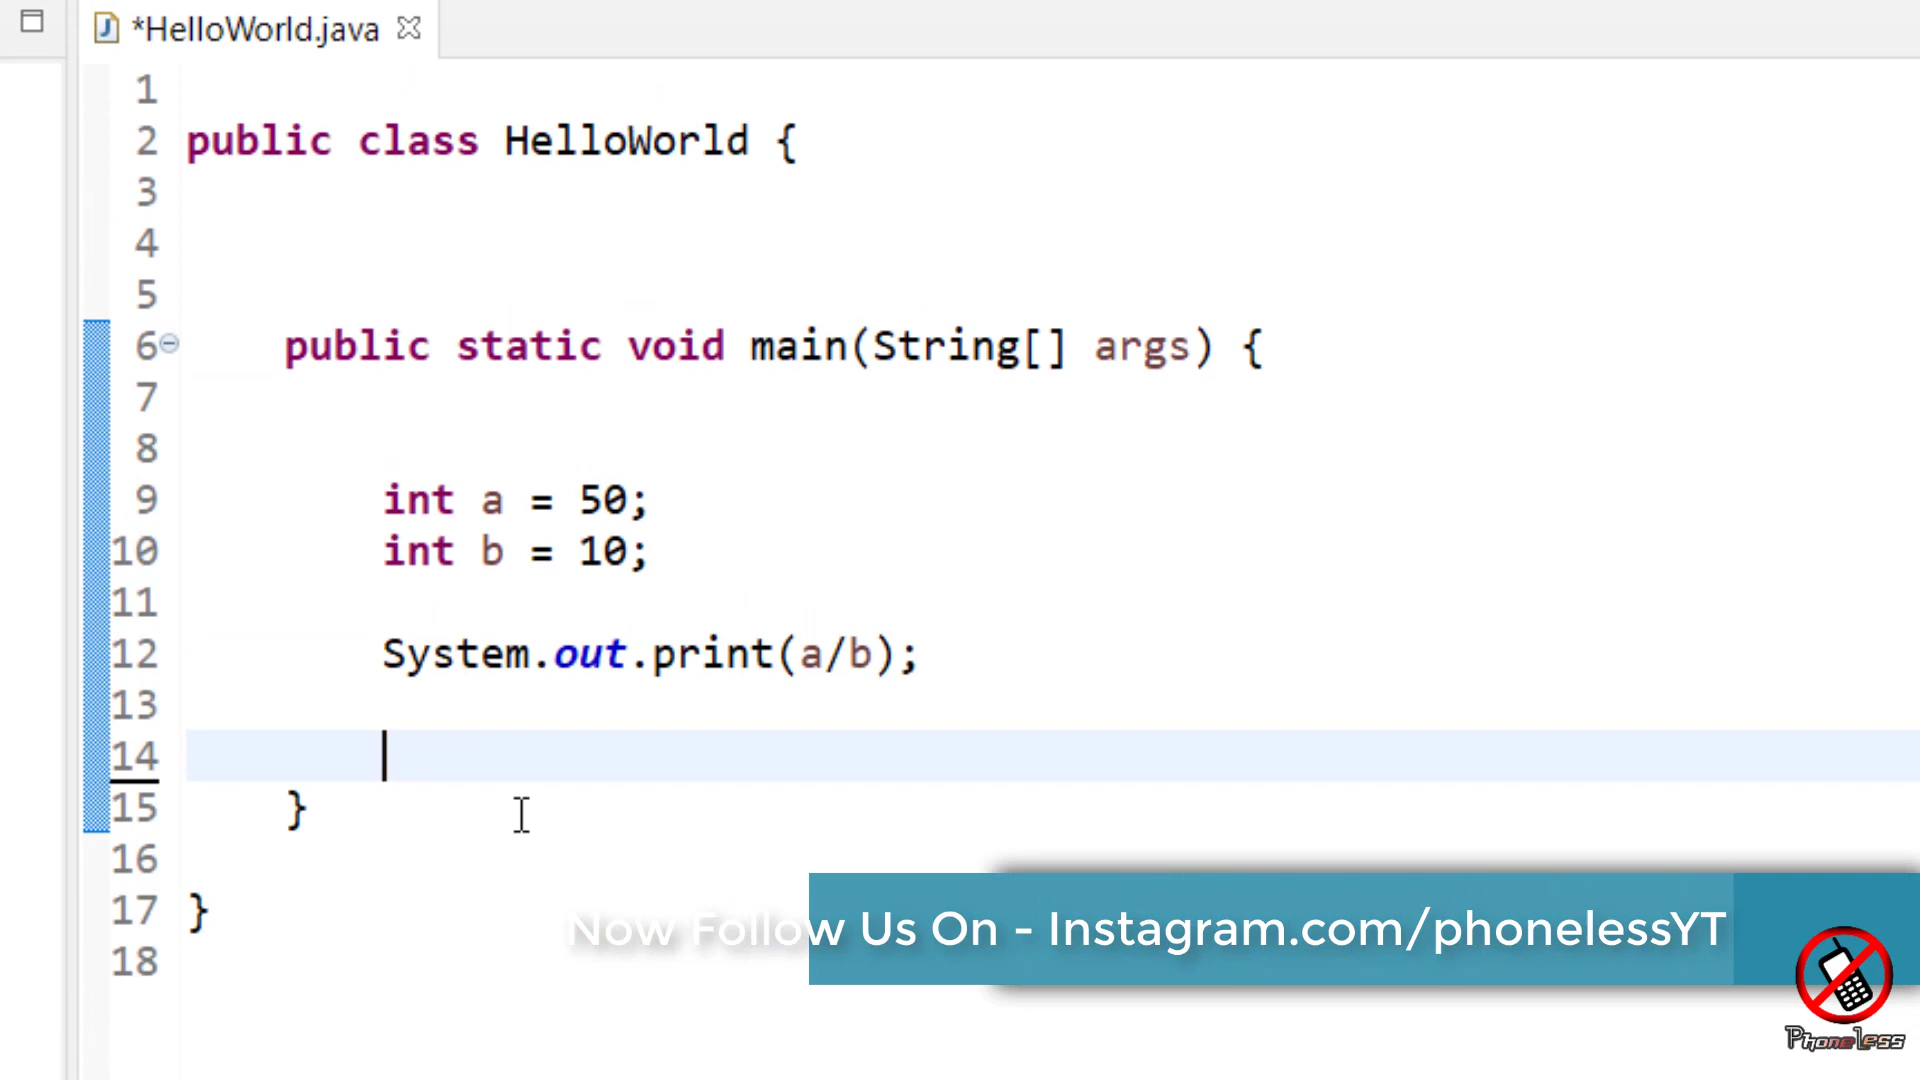 *HelloWorld.java
1
2 public class HelloWorld {
3
4
5
6 public static void main(String[] args) {
7
8
9 int a = 50;
10 int b = 10;
11
12 System.out.print(a/b);
13
14
15 }
16
17 }
18
Now Follow Us On - Instagram.com/phonelessYT
PhoneLess